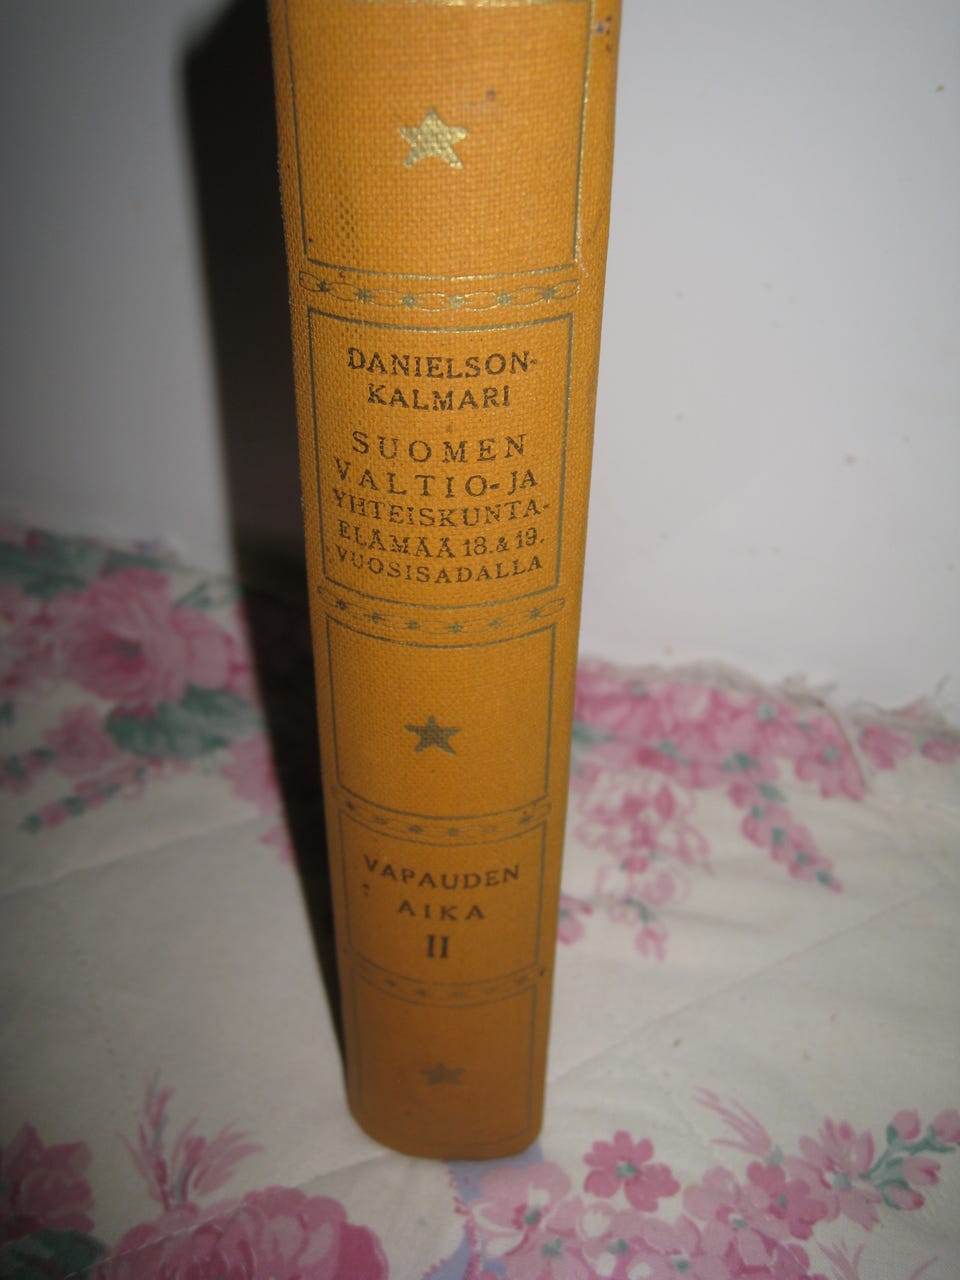 DANIELSON-
KALMARI
SUOMEN
VALTIO- JA
YHTEISKUNTA-
ELÄMÄÄ 18. & 19.
VUOSISADALLA
VAPAUDEN
AIKA
II